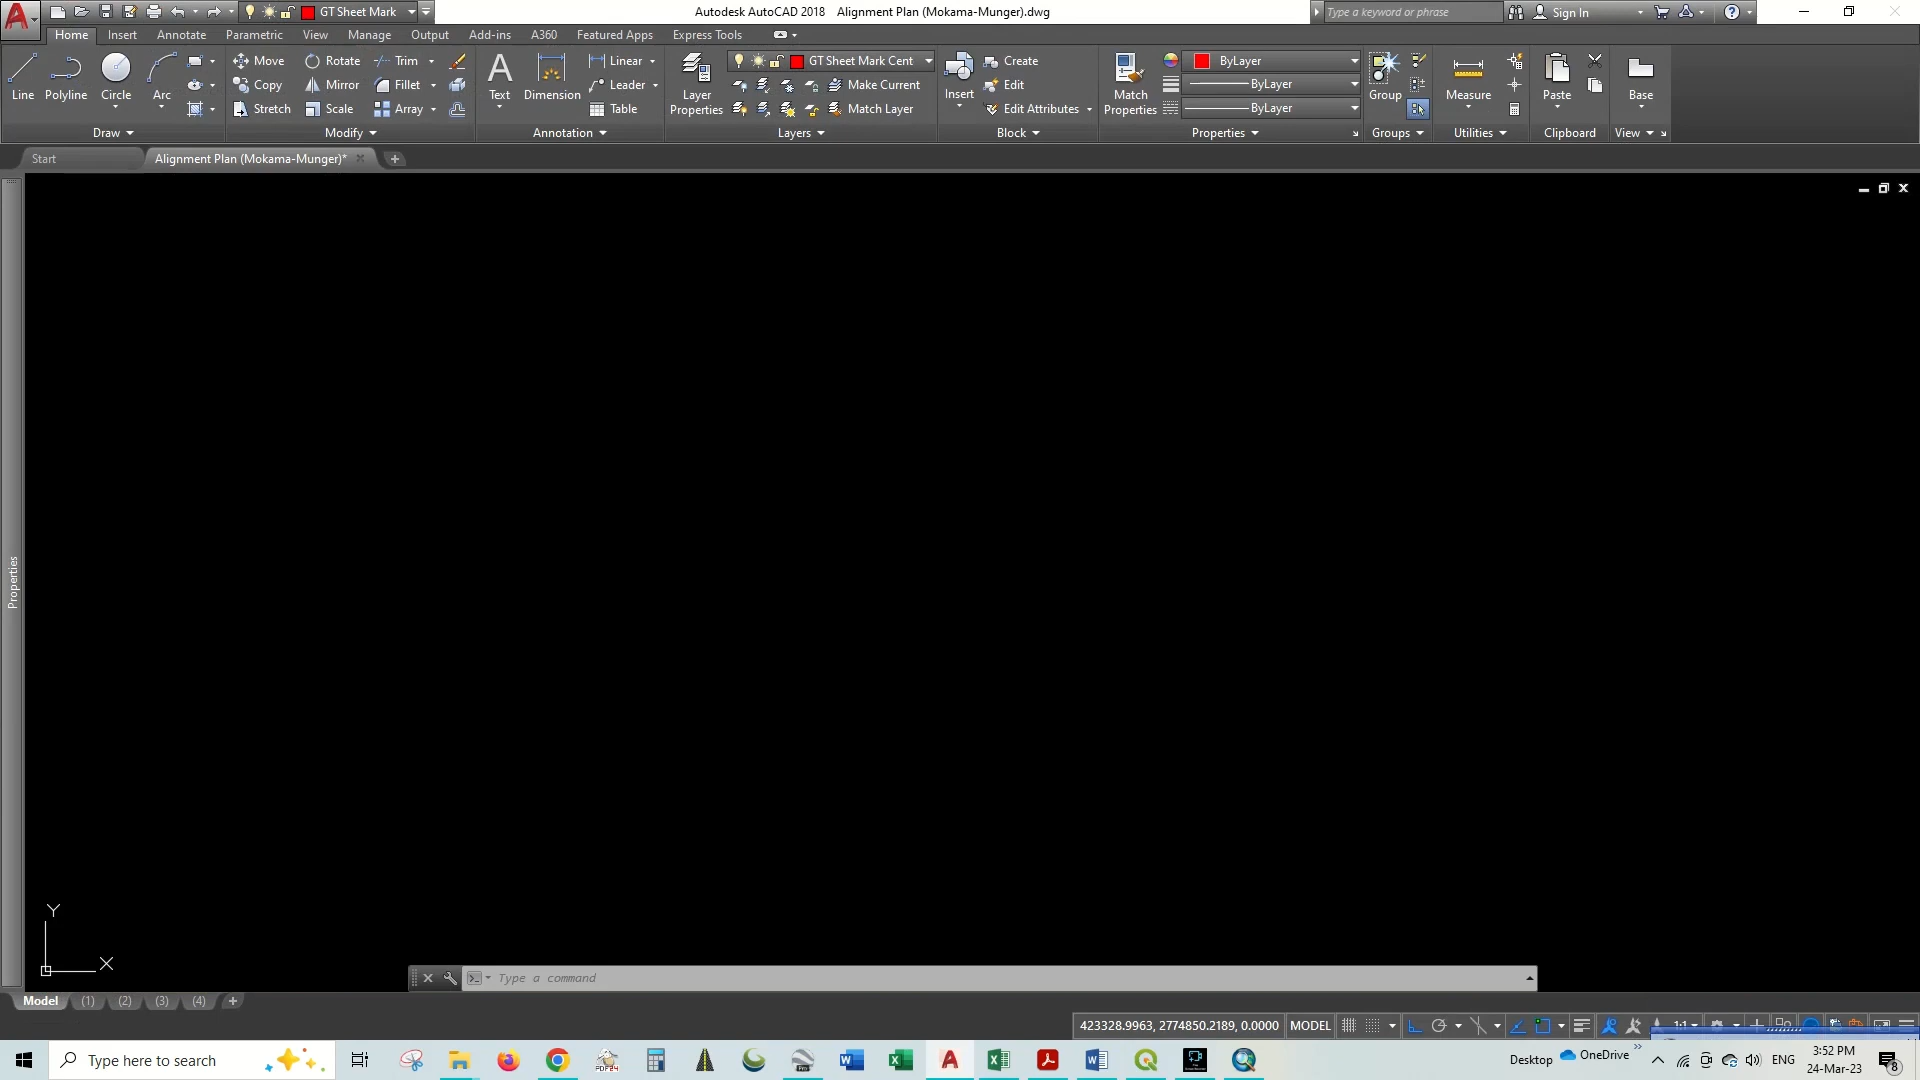 GT Sheet Mark
Autodesk AutoCAD 2018 Alignment Plan (Mokama-Munger).dwg
Type a keyword or phrase
Sign In
Home Insert Annotate Parametric View Manage Output Add-ins A360 Featured Apps Express Tools
Line Polyline Circle Arc
Move Rotate Trim
Copy Mirror Fillet
Stretch Scale Array
Text Dimension
Linear
Leader
Table
Layer Properties
GT Sheet Mark Cent
Make Current
Match Layer
Insert
Create
Edit
Edit Attributes
Match Properties
ByLayer
ByLayer
ByLayer
Group
Measure
Paste
Base
Draw Modify Annotation Layers Block Properties Groups Utilities Clipboard View
Start Alignment Plan (Mokama-Munger)*
Properties
Y
X
Type a command
Model (1) (2) (3) (4)
423328.9963, 2774850.2189, 0.0000 MODEL
1:1
Type here to search
Desktop OneDrive ENG
3:52 PM
24-Mar-23
8